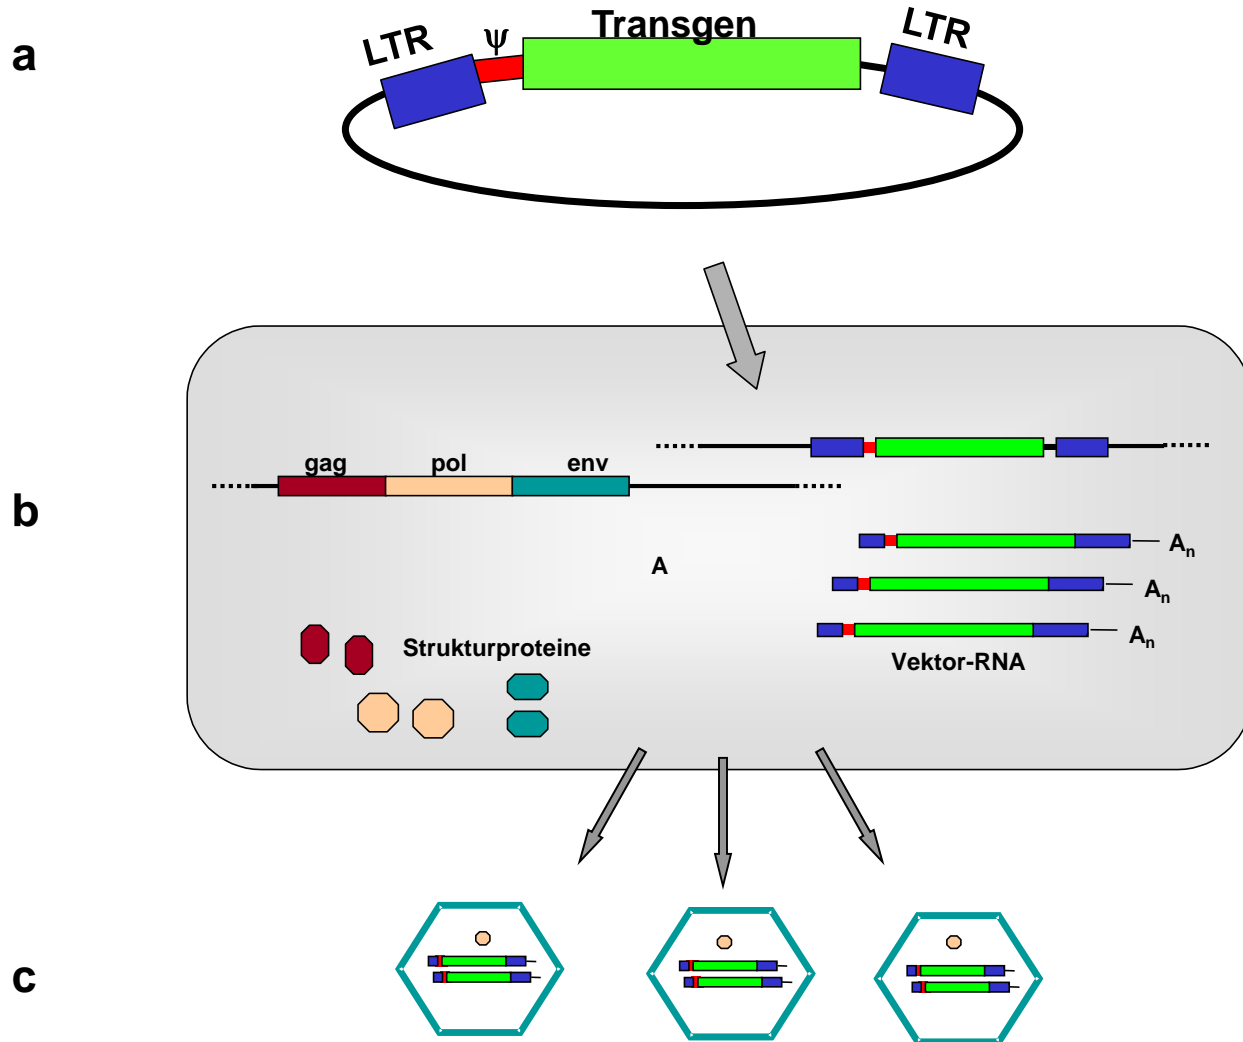 a
LTR
ψ
Transgen
LTR
b
gag
pol
env
A
An
An
An
Strukturproteine
Vektor-RNA
c